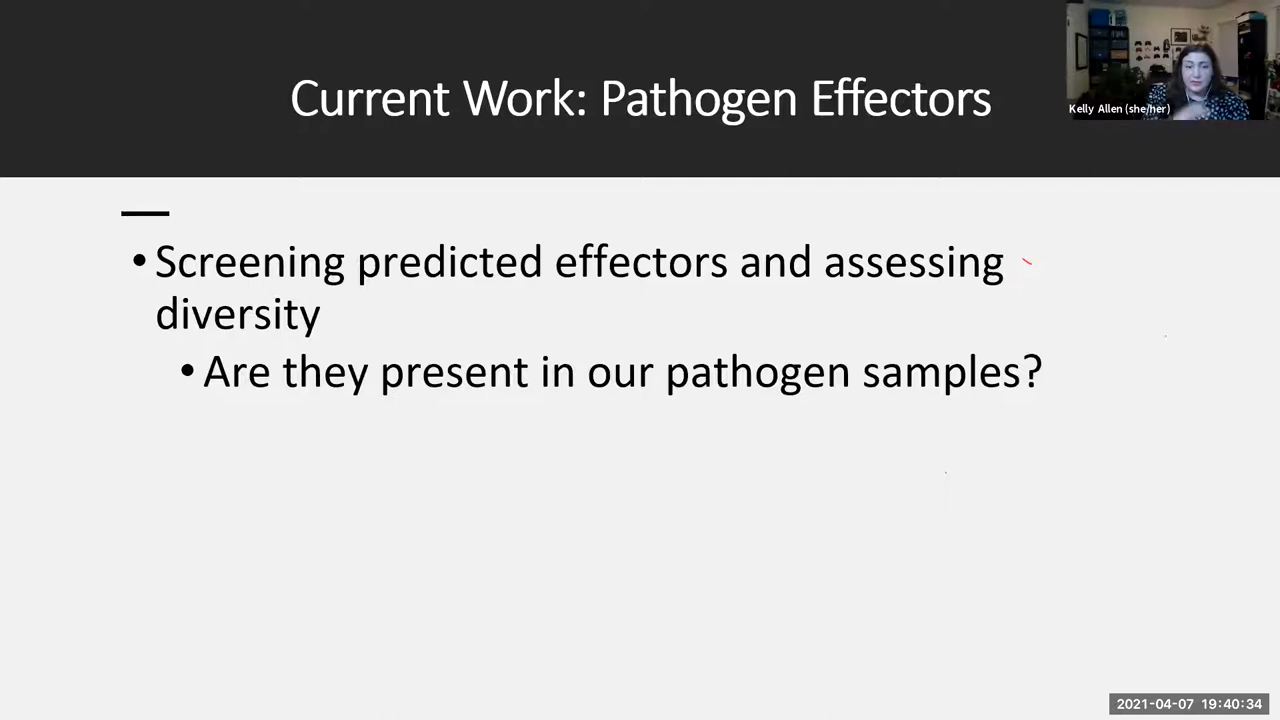 Current Work: Pathogen Effectors
Kelly Allen (she/her)
• Screening predicted effectors and assessing
diversity
• Are they present in our pathogen samples?
2021-04-07 19:40:34